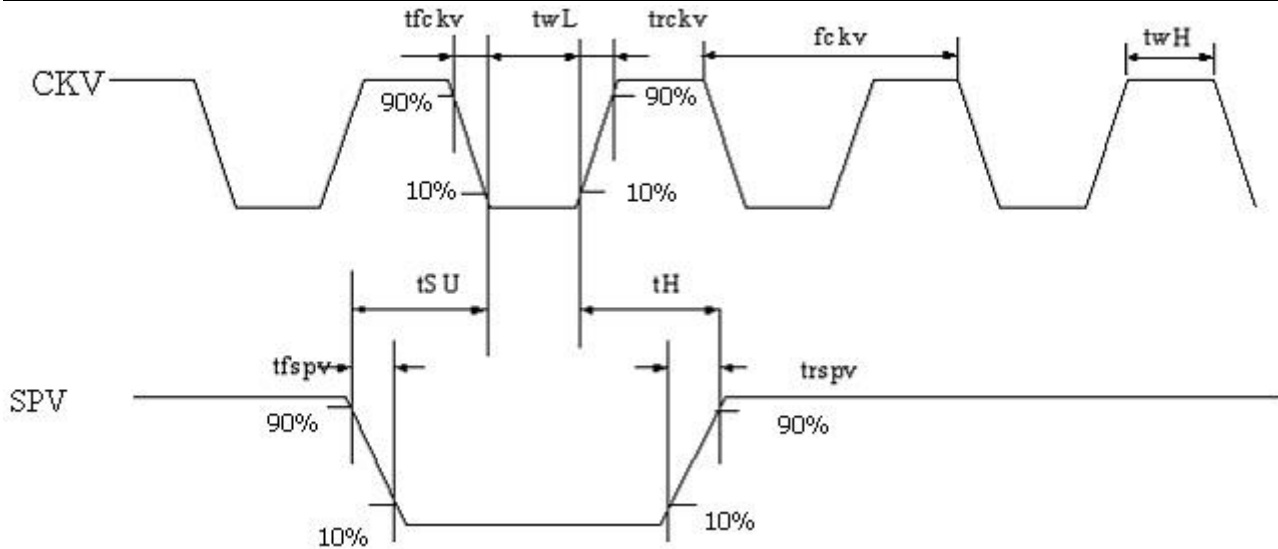 tfckv twL trckv fckv twH
CKV
90% 90%
10% 10%
tSU tH
tfspv trspv
SPV
90% 90%
10% 10%